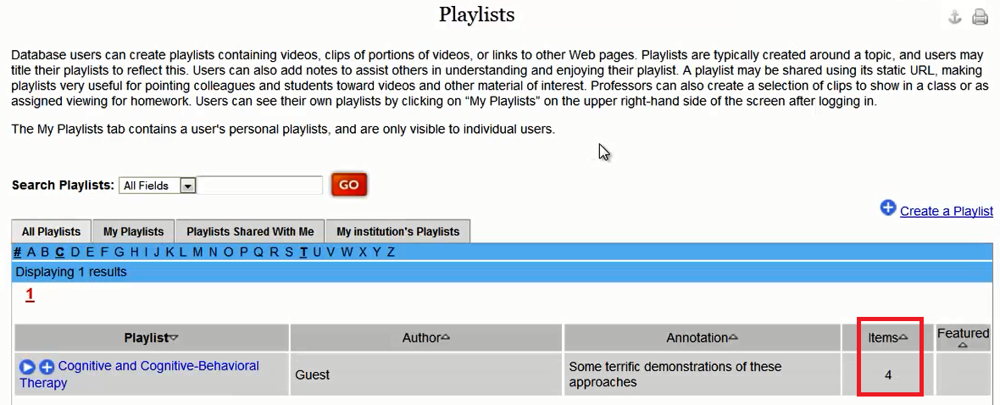 Playlists
Database users can create playlists containing videos, clips of portions of videos, or links to other Web pages. Playlists are typically created around a topic, and users may
title their playlists to reflect this. Users can also add notes to assist others in understanding and enjoying their playlist. A playlist may be shared using its static URL, making
playlists very useful for pointing colleagues and students toward videos and other material of interest. Professors can also create a selection of clips to show in a class or as
assigned viewing for homework. Users can see their own playlists by clicking on “My Playlists” on the upper right-hand side of the screen after logging in.
The My Playlists tab contains a user's personal playlists, and are only visible to individual users.
Search Playlists: All Fields GO
Create a Playlist
All Playlists My Playlists Playlists Shared With Me My institution's Playlists
# A B C D E F G H I J K L M N O P Q R S T U V W X Y Z
Displaying 1 results
1
Playlist Author Annotation Items Featured
Cognitive and Cognitive-Behavioral
Therapy
Guest
Some terrific demonstrations of these
approaches
4